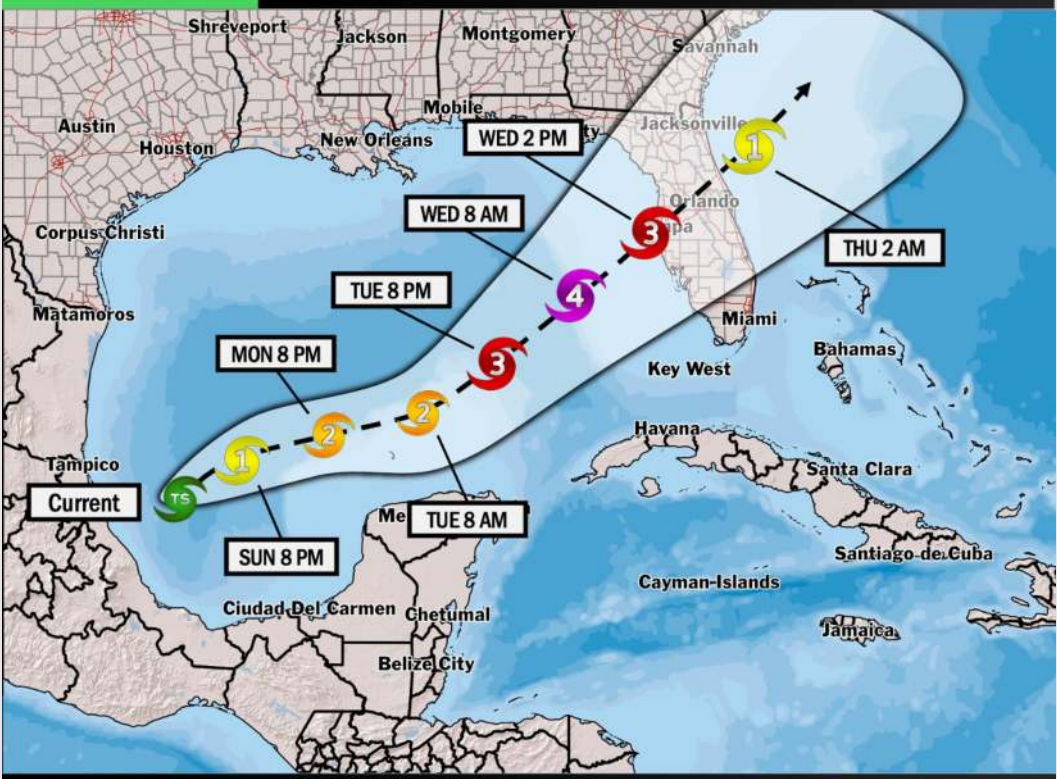 Shreveport
Jackson
Montgomery
Savannah
Austin
Houston
Mobile
New Orleans
WED 2 PM
ty
Jacksonville
1
Corpus Christi
WED 8 AM
Orlando
3
pa
THU 2 AM
Matamoros
TUE 8 PM
4
Miami
MON 8 PM
3
Key West
Bahamas
2
2
Havana
1
Tampico
Santa Clara
Current
TS
Me
TUE 8 AM
SUN 8 PM
Santiago de Cuba
Cayman-Islands
Ciudad Del Carmen
Chetumal
Jamaica
Belize City